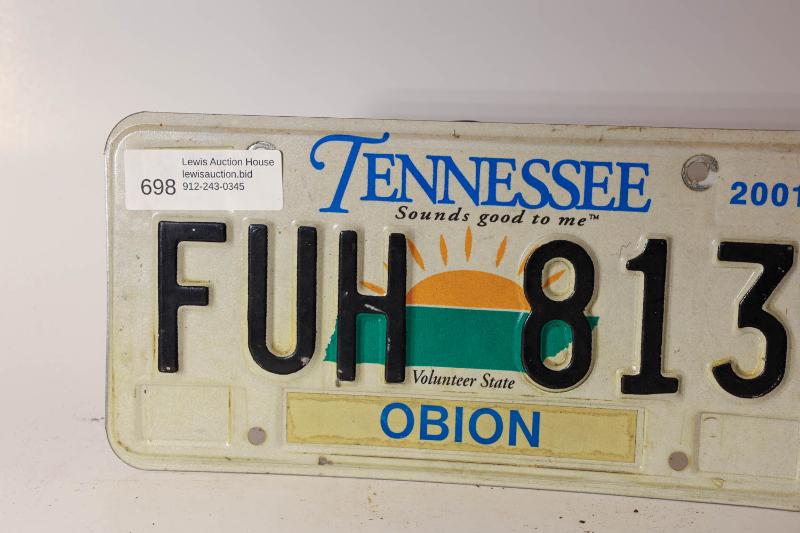 Lewis Auction House
lewisauction.bid
698 912-243-0345
TENNESSEE
2001
Sounds good to me™
FUH 813
Volunteer State
OBION